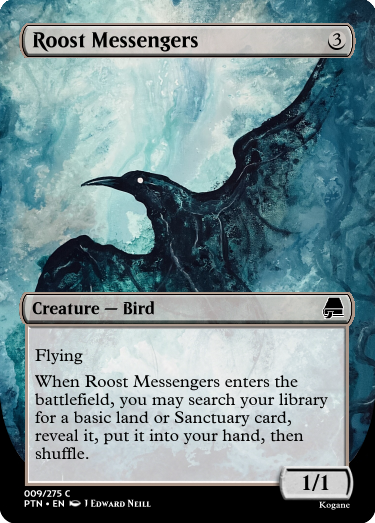 Roost Messengers 3
Creature — Bird
Flying
When Roost Messengers enters the
battlefield, you may search your library
for a basic land or Sanctuary card,
reveal it, put it into your hand, then
shuffle.
1/1
009/275 C
PTN • EN J Edward Neill
Kogane